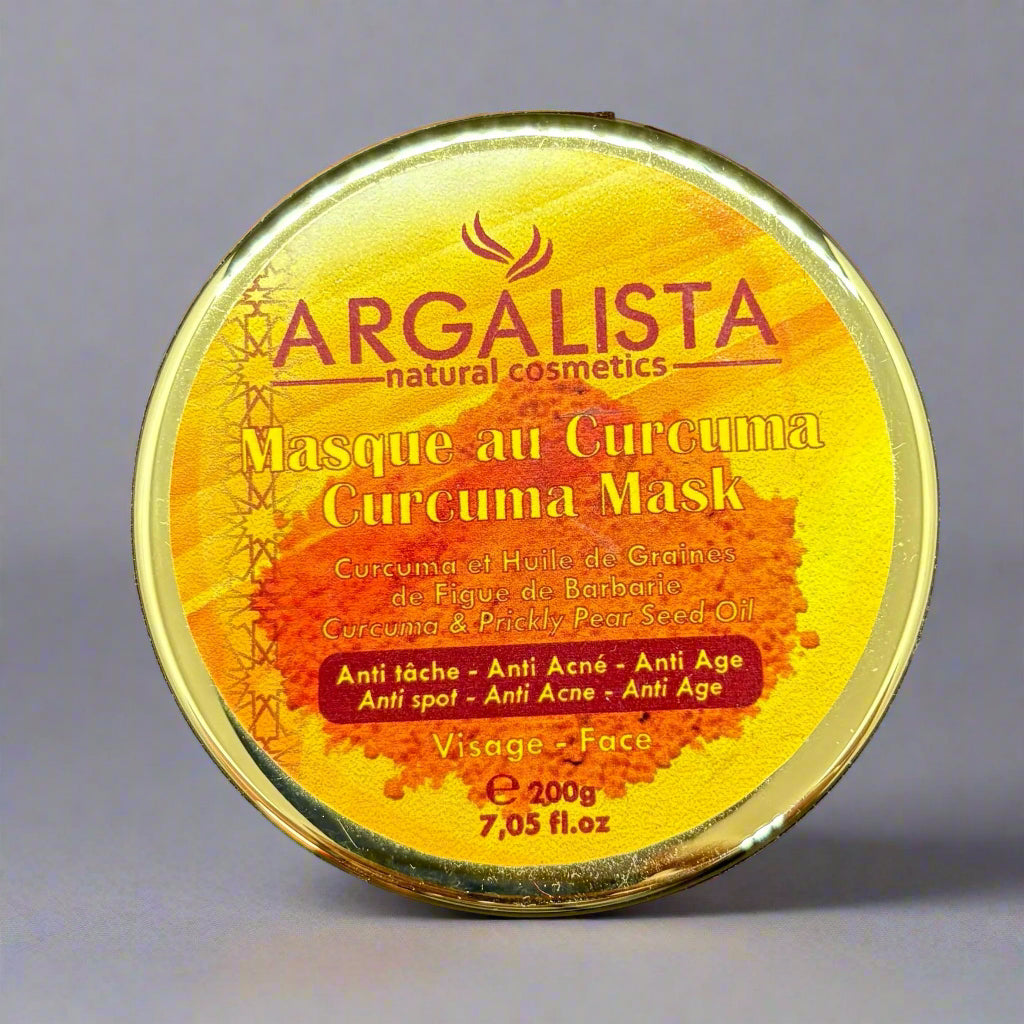 ARGALISTA
natural cosmetics
Masque au Curcuma
Curcuma Mask
Curcuma et Huile de Graines
de Figue de Barbarie
Curcuma & Prickly Pear Seed Oil
Anti tâche - Anti Acné - Anti Age
Anti spot - Anti Acne - Anti Age
Visage - Face
℮ 200g
7,05 fl.oz